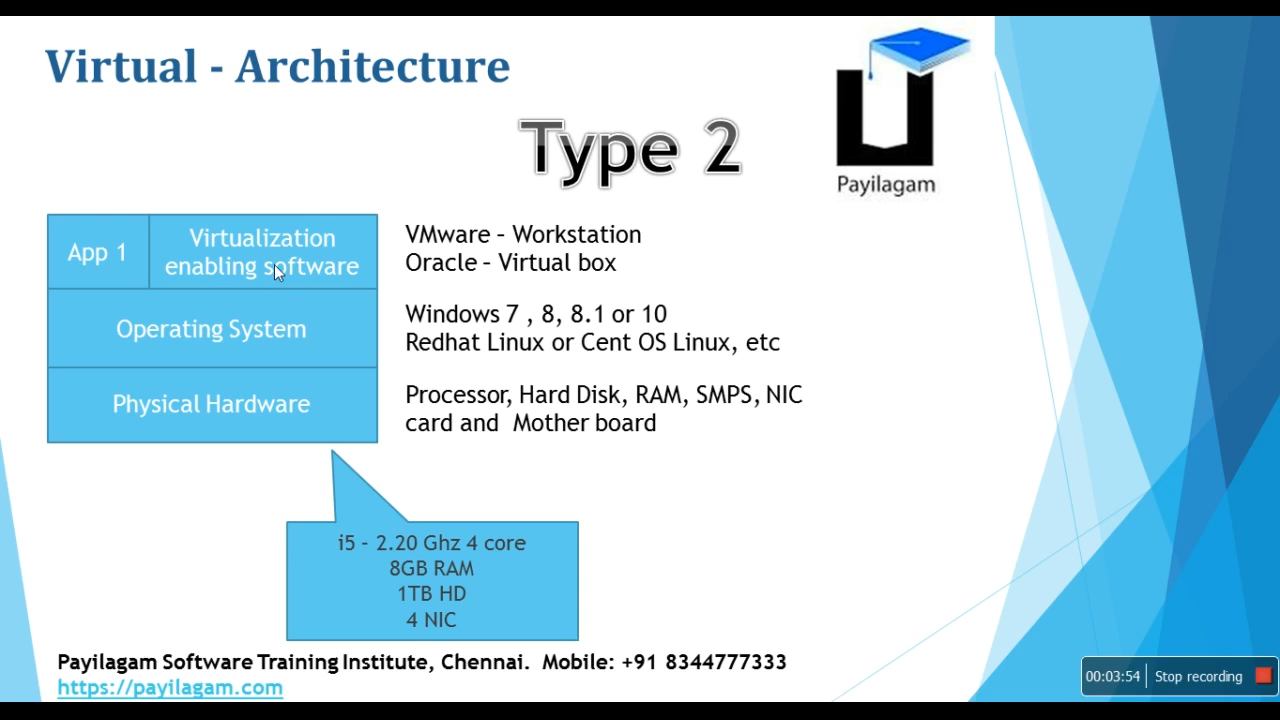 Virtual - Architecture
Type 2
Payilagam
App 1
Virtualization
enabling software
VMware – Workstation
Oracle – Virtual box
Operating System
Windows 7 , 8, 8.1 or 10
Redhat Linux or Cent OS Linux, etc
Physical Hardware
Processor, Hard Disk, RAM, SMPS, NIC
card and Mother board
i5 - 2.20 Ghz 4 core
8GB RAM
1TB HD
4 NIC
Payilagam Software Training Institute, Chennai. Mobile: +91 8344777333
https://payilagam.com
00:03:54 Stop recording